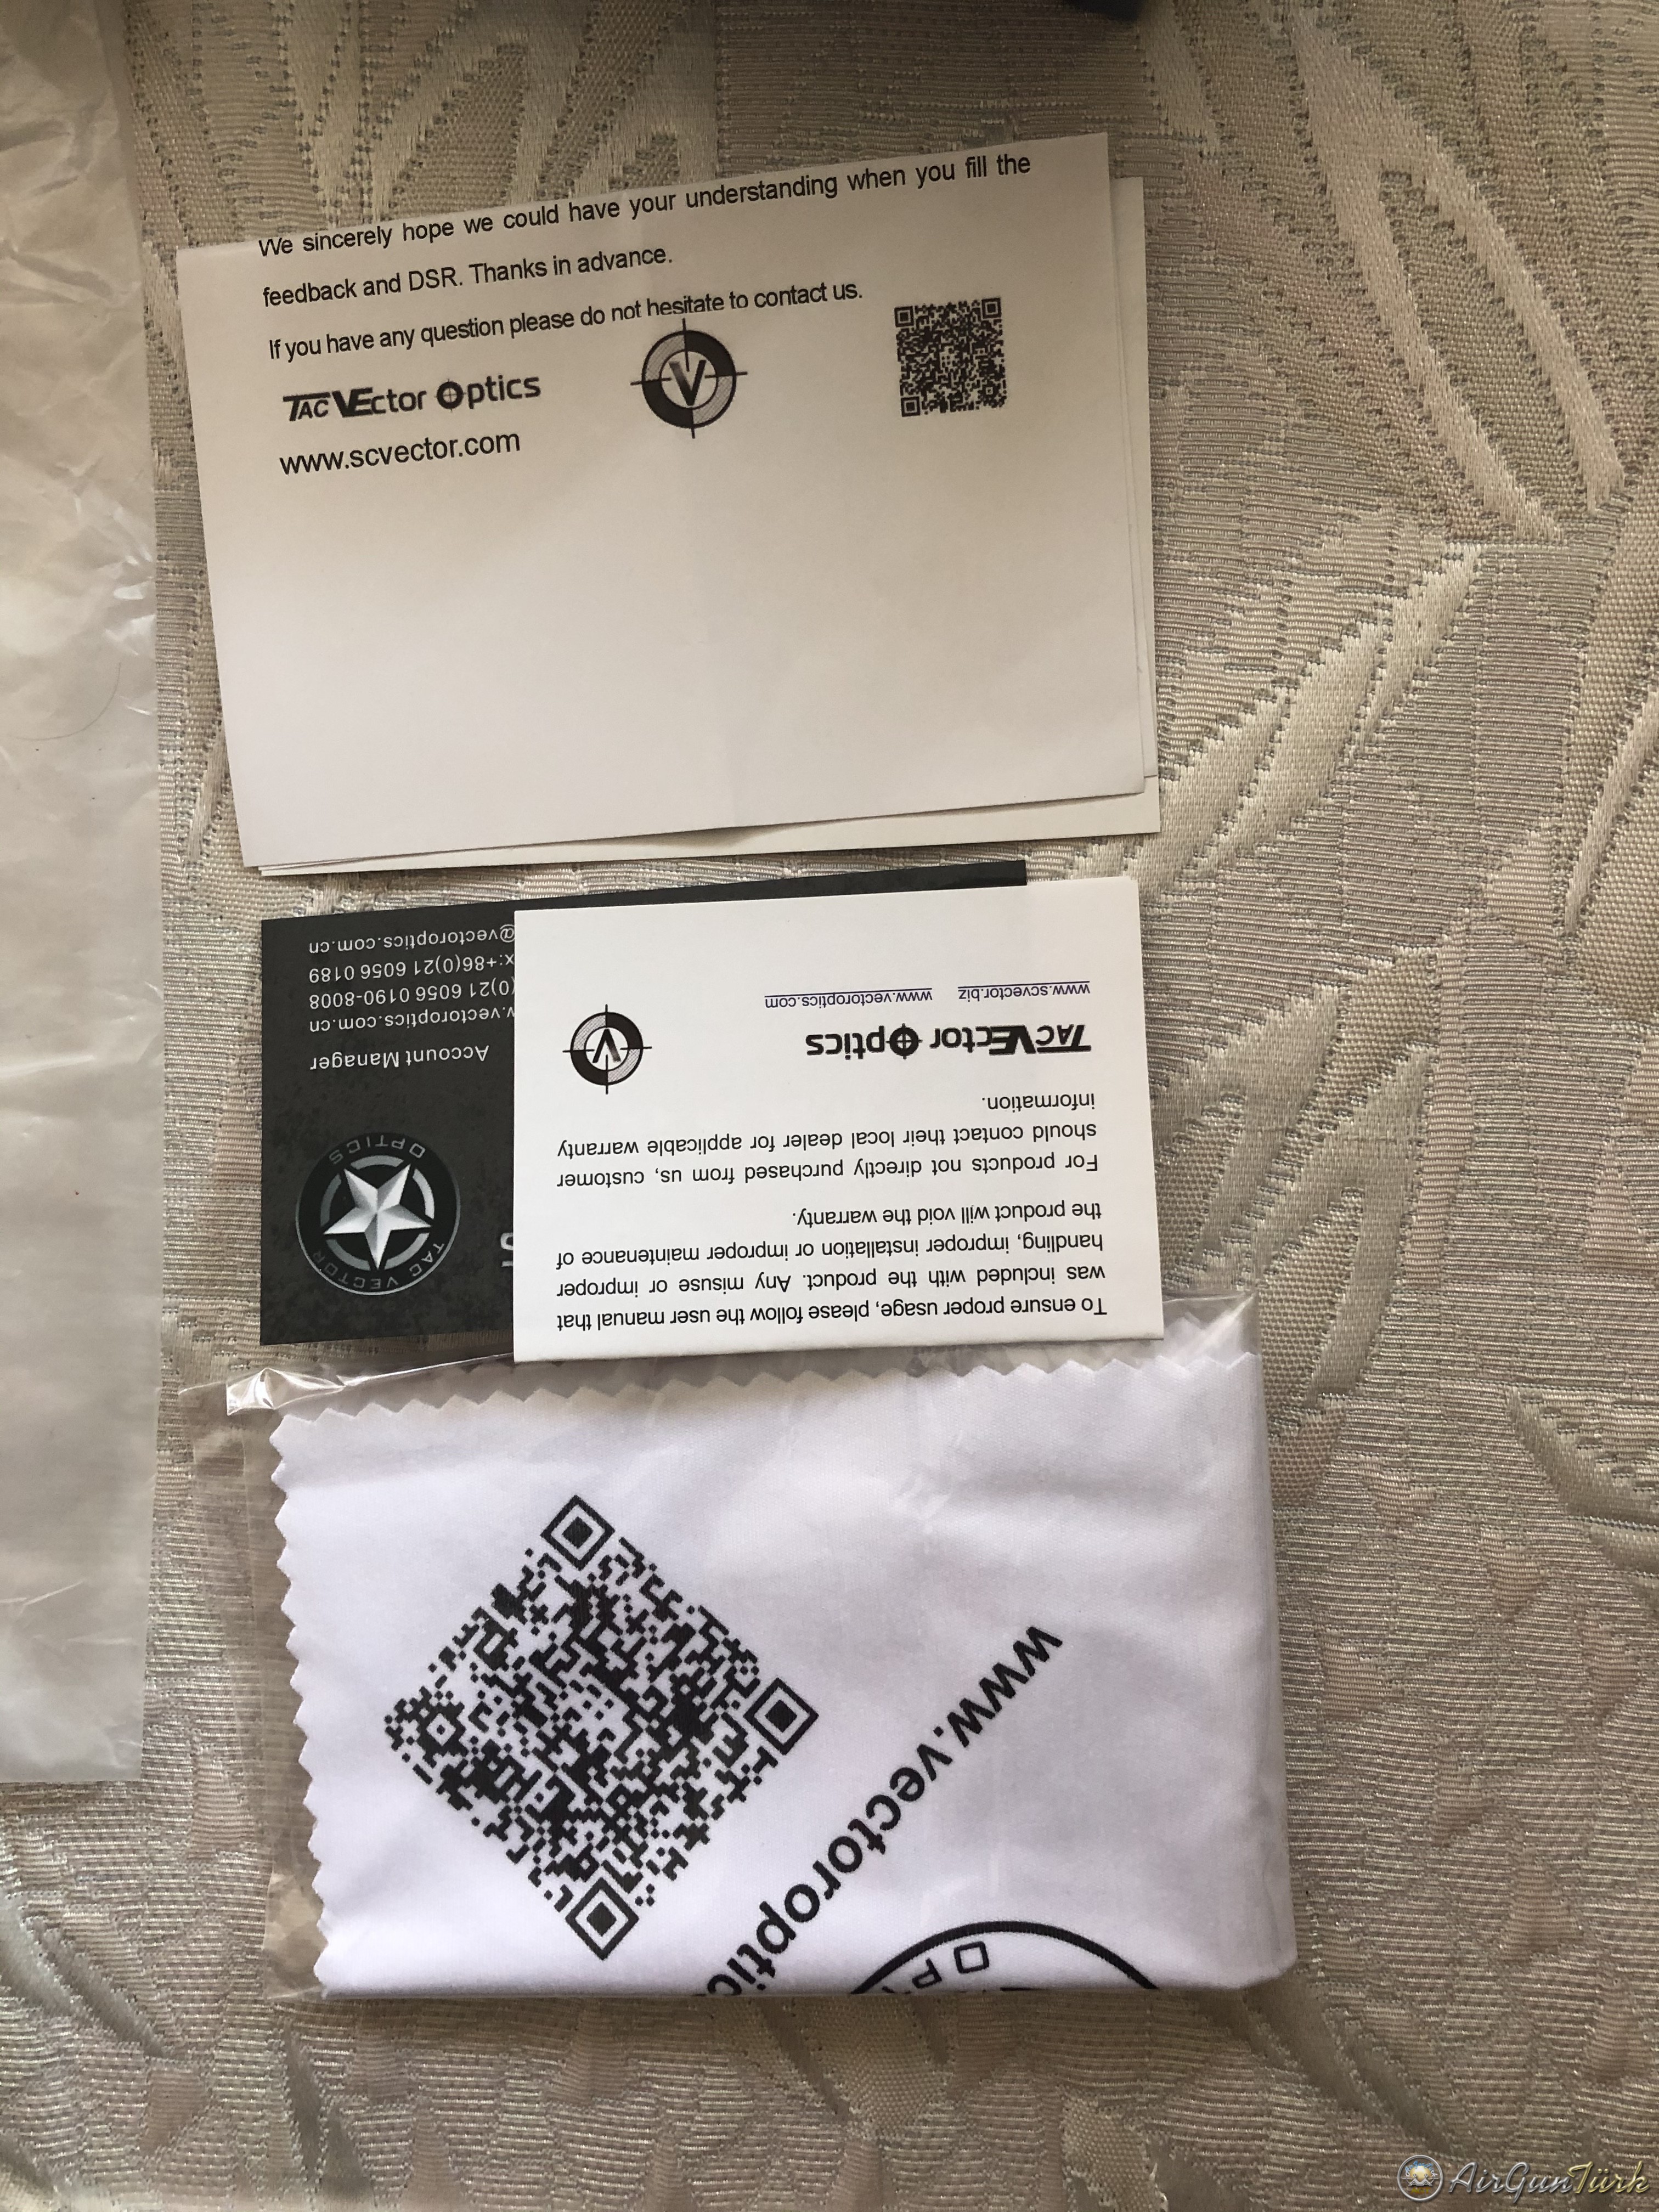 We sincerely hope we could have your understanding when you fill the
feedback and DSR. Thanks in advance.
If you have any question please do not hesitate to contact us.
TAC VEctor Optics
V
www.scvector.com
Account Manager
v.vectoroptics.com.cn
(0)21 6056 0190-8008
x:+86(0)21 6056 0189
@vectoroptics.com.cn
TAC VECTOR
OPTICS
To ensure proper usage, please follow the user manual that
was included with the product. Any misuse or improper
handling, improper installation or improper maintenance of
the product will void the warranty.
For products not directly purchased from us, customer
should contact their local dealer for applicable warranty
information.
TAC VEctor Optics
V
www.scvector.biz www.vectoroptics.com
www.vectoroptic
OP
AirGunTürk